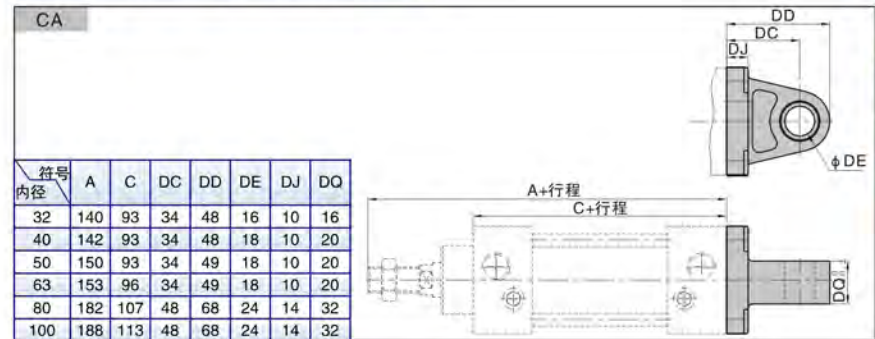 CA
DD
DC
DJ
φDE
符号
内径 A C DC DD DE DJ DQ
32 140 93 34 48 16 10 16
40 142 93 34 48 18 10 20
50 150 93 34 49 18 10 20
63 153 96 34 49 18 10 20
80 182 107 48 68 24 14 32
100 188 113 48 68 24 14 32
A+行程
C+行程
DQ